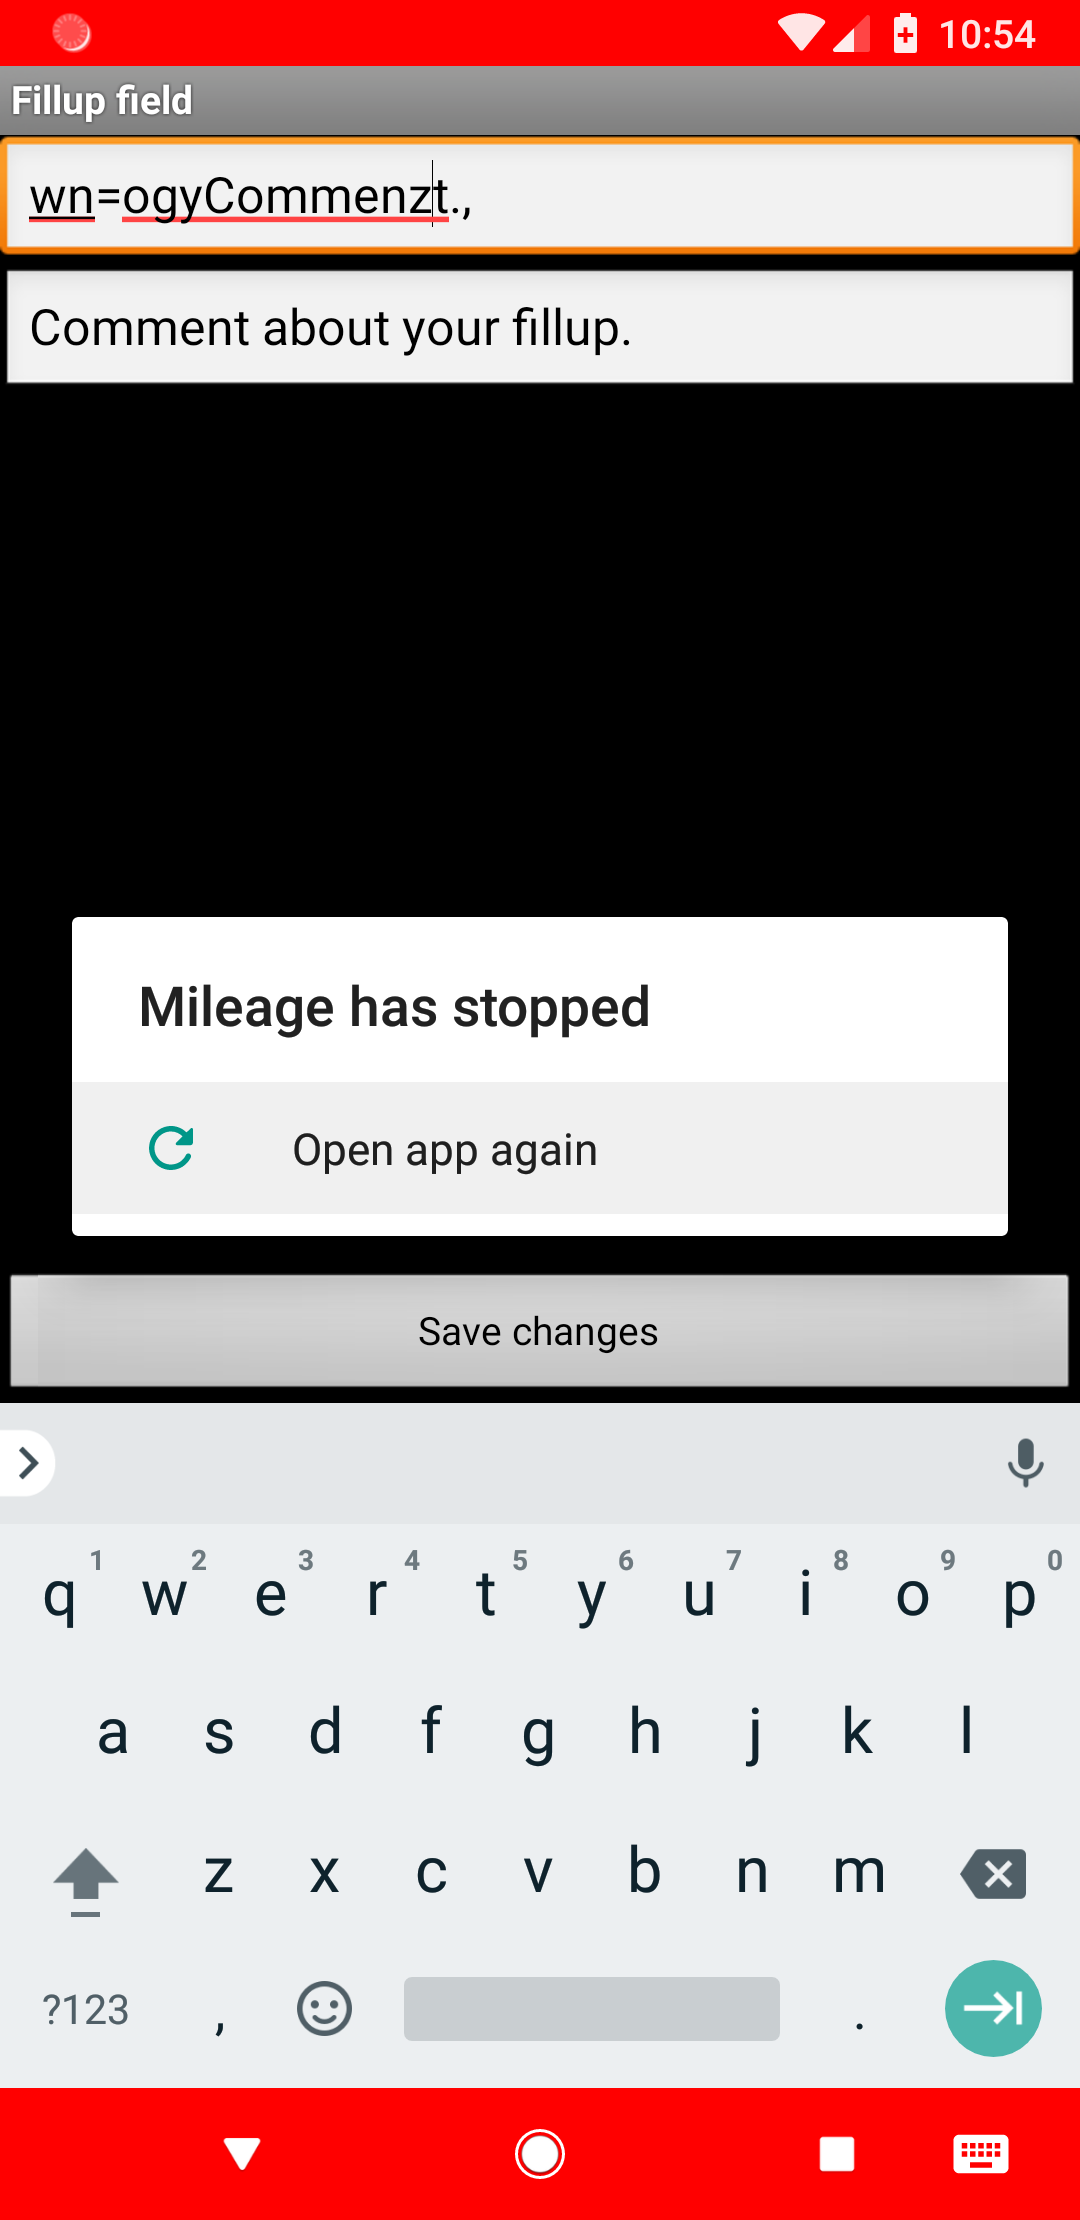 10:54
Fillup field
wn=ogyCommenzt.,
Comment about your fillup.
Mileage has stopped
Open app again
Save changes
1 2 3 4 5 6 7 8 9 0
q w e r t y u i o p
a s d f g h j k l
z x c v b n m
?123 , .